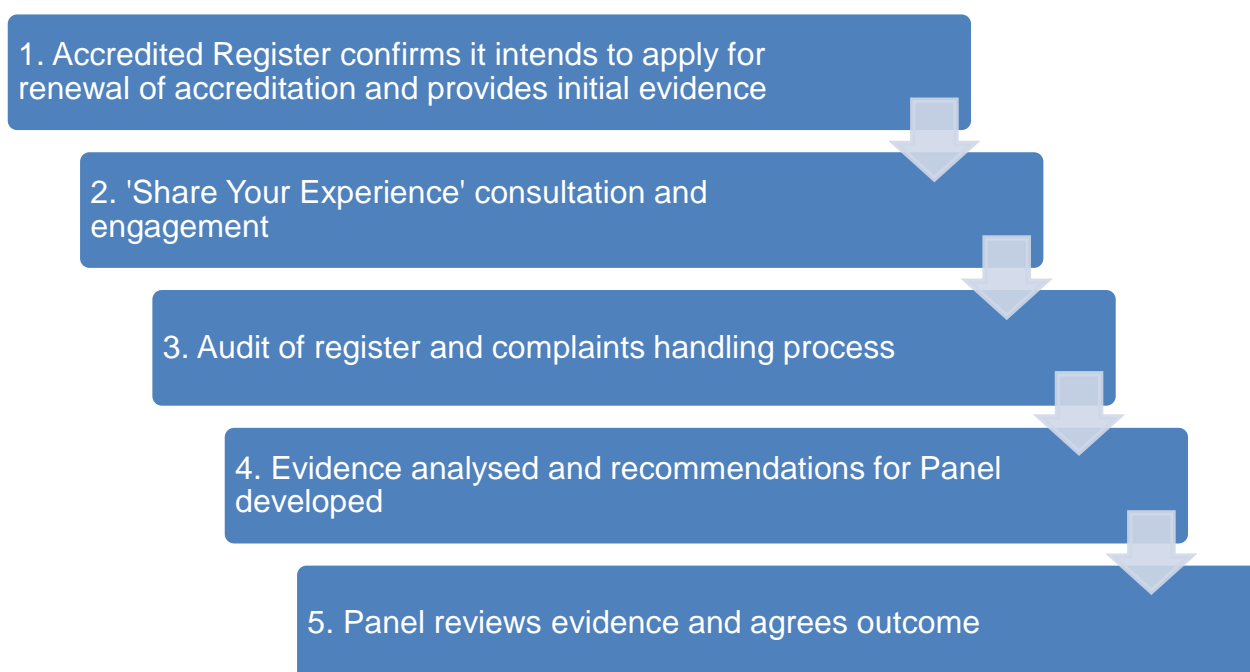 1. Accredited Register confirms it intends to apply for
renewal of accreditation and provides initial evidence
2. 'Share Your Experience' consultation and
engagement
3. Audit of register and complaints handling process
4. Evidence analysed and recommendations for Panel
developed
5. Panel reviews evidence and agrees outcome